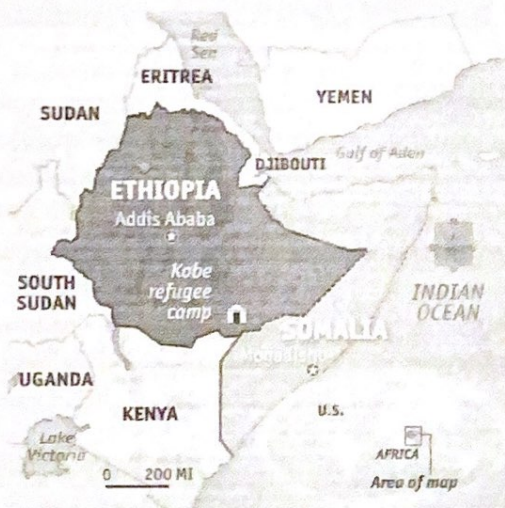 Red
Sea
ERITREA
YEMEN
SUDAN
Gulf of Aden
DJIBOUTI
ETHIOPIA
Addis Ababa
Kobe
refugee
camp
SOUTH
SUDAN
INDIAN
OCEAN
SOMALIA
Mogadishu
UGANDA
KENYA
U.S.
Lake
Victoria
AFRICA
0 200 MI
Area of map